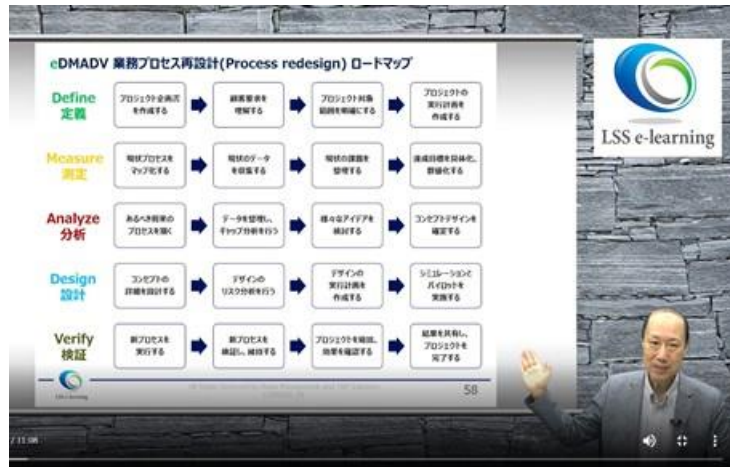 eDMADV 業務プロセス再設計(Process redesign) ロードマップ
LSS e-learning
Define
定義
プロジェクト企画書
を作成する
顧客要求を
理解する
プロジェクト対象
範囲を明確にする
プロジェクトの
実行計画を
作成する
Measure
測定
現状プロセスを
マップ化する
現状のデータ
を収集する
現状の課題を
整理する
達成目標を具体化、
数値化する
Analyze
分析
あるべき将来の
プロセスを描く
データを整理し、
ギャップ分析を行う
様々なアイデアを
検討する
コンセプトデザインを
確定する
Design
設計
コンセプトの
詳細を設計する
デザインの
リスク分析を行う
デザインの
実行計画を
作成する
シミュレーションと
パイロットを
実施する
Verify
検証
新プロセスを
実行する
新プロセスを
検証し、維持する
プロジェクトを総括、
効果を確認する
結果を共有し、
プロジェクトを
完了する
LSS e-learning
58
/ 11:08